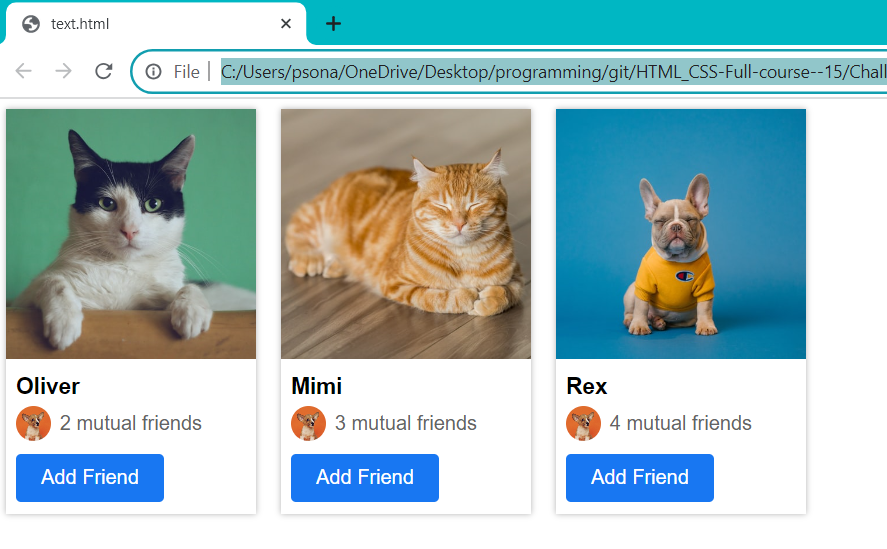 text.html
File
C:/Users/psona/OneDrive/Desktop/programming/git/HTML_CSS-Full-course--15/Chall
Oliver
2 mutual friends
Add Friend
Mimi
3 mutual friends
Add Friend
Rex
4 mutual friends
Add Friend